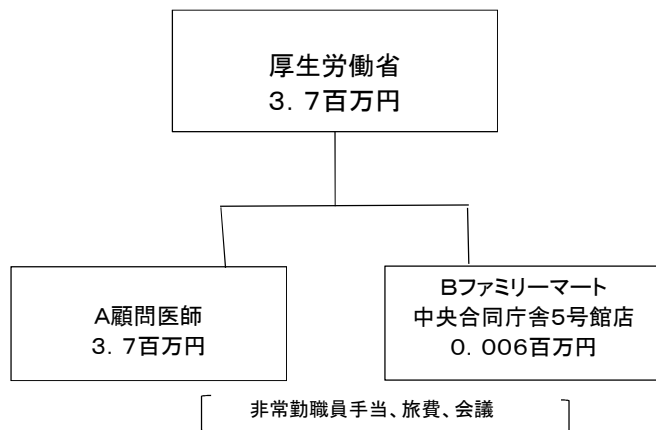 厚生労働省
3．7百万円
A顧問医師
3．7百万円
Bファミリーマート
中央合同庁舎5号館店
0．006百万円
非常勤職員手当、旅費、会議